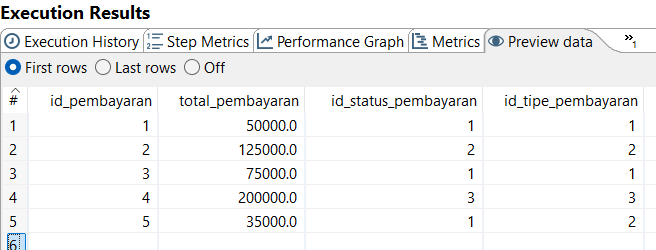 Execution Results
Execution History Step Metrics Performance Graph Metrics Preview data »1
First rows Last rows Off
# id_pembayaran total_pembayaran id_status_pembayaran id_tipe_pembayaran
1 1 50000.0 1 1
2 2 125000.0 2 2
3 3 75000.0 1 1
4 4 200000.0 3 3
5 5 35000.0 1 2
6